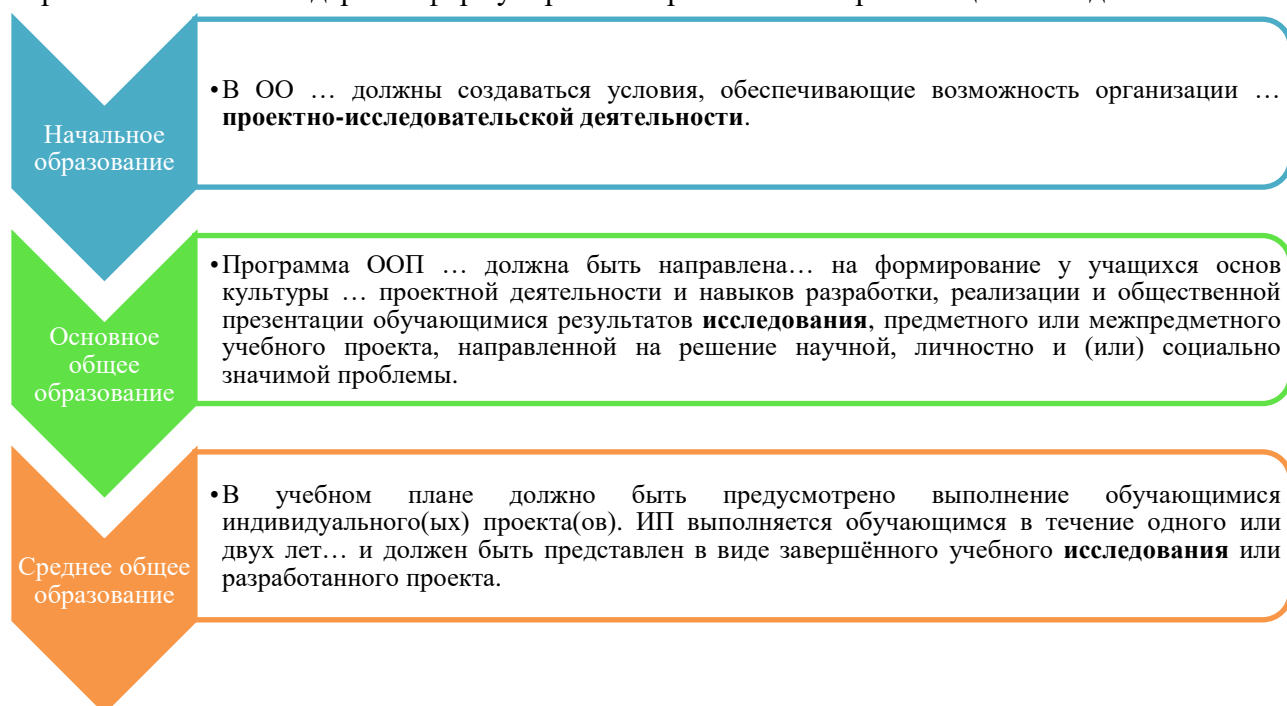 Начальное
образование
•В ОО … должны создаваться условия, обеспечивающие возможность организации …
проектно-исследовательской деятельности.
Основное
общее
образование
•Программа ООП … должна быть направлена… на формирование у учащихся основ
культуры … проектной деятельности и навыков разработки, реализации и общественной
презентации обучающимися результатов исследования, предметного или межпредметного
учебного проекта, направленной на решение научной, личностно и (или) социально
значимой проблемы.
Среднее общее
образование
•В учебном плане должно быть предусмотрено выполнение обучающимися
индивидуального(ых) проекта(ов). ИП выполняется обучающимся в течение одного или
двух лет… и должен быть представлен в виде завершённого учебного исследования или
разработанного проекта.